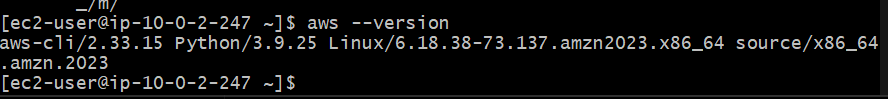 _/m/
[ec2-user@ip-10-0-2-247 ~]$ aws --version
aws-cli/2.33.15 Python/3.9.25 Linux/6.18.38-73.137.amzn2023.x86_64 source/x86_64
.amzn.2023
[ec2-user@ip-10-0-2-247 ~]$